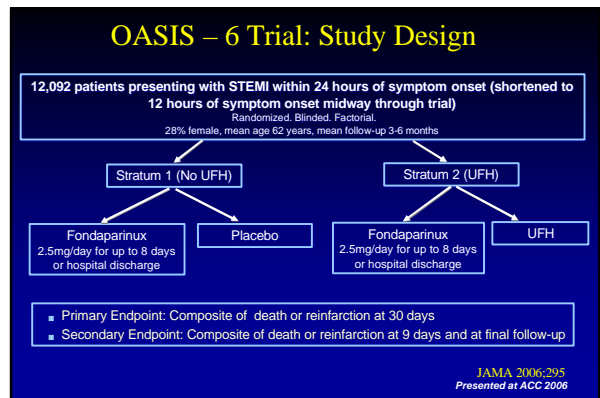 OASIS – 6 Trial: Study Design
12,092 patients presenting with STEMI within 24 hours of symptom onset (shortened to
12 hours of symptom onset midway through trial)
Randomized. Blinded. Factorial.
28% female, mean age 62 years, mean follow-up 3-6 months
Stratum 1 (No UFH)
Stratum 2 (UFH)
Fondaparinux
2.5mg/day for up to 8 days
or hospital discharge
Placebo
Fondaparinux
2.5mg/day for up to 8 days
or hospital discharge
UFH
■ Primary Endpoint: Composite of death or reinfarction at 30 days
■ Secondary Endpoint: Composite of death or reinfarction at 9 days and at final follow-up
JAMA 2006;295
Presented at ACC 2006